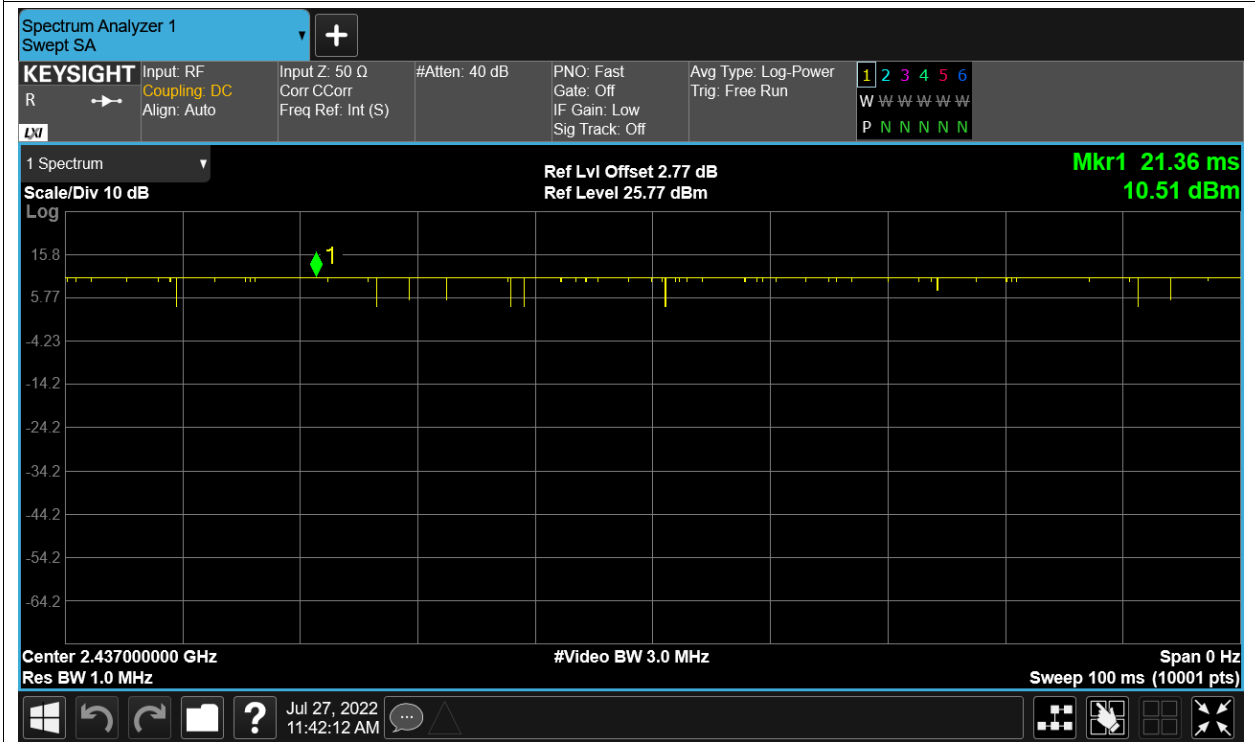 Spectrum Analyzer 1
Swept SA
KEYSIGHT
R
LXI
Input: RF
Coupling: DC
Align: Auto
Input Z: 50 Ω
Corr CCorr
Freq Ref: Int (S)
#Atten: 40 dB
PNO: Fast
Gate: Off
IF Gain: Low
Sig Track: Off
Avg Type: Log-Power
Trig: Free Run
1 2 3 4 5 6
W W W W W W
P N N N N N
1 Spectrum
Scale/Div 10 dB
Log
Ref Lvl Offset 2.77 dB
Ref Level 25.77 dBm
Mkr1 21.36 ms
10.51 dBm
1
15.8
5.77
-4.23
-14.2
-24.2
-34.2
-44.2
-54.2
-64.2
Center 2.437000000 GHz
Res BW 1.0 MHz
#Video BW 3.0 MHz
Span 0 Hz
Sweep 100 ms (10001 pts)
?
Jul 27, 2022
11:42:12 AM